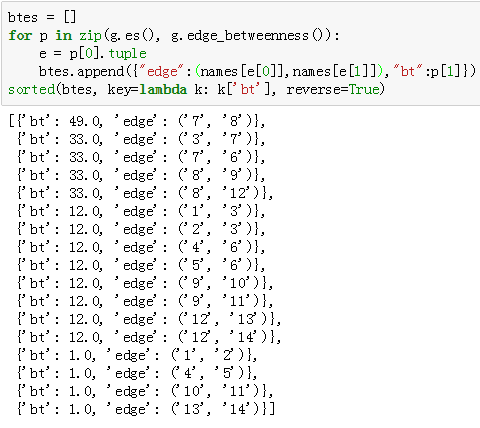 btes = []
for p in zip(g.es(), g.edge_betweenness()):
    e = p[0].tuple
    btes.append({"edge":(names[e[0]],names[e[1]]),"bt":p[1]})
sorted(btes, key=lambda k: k['bt'], reverse=True)
[{'bt': 49.0, 'edge': ('7', '8')},
 {'bt': 33.0, 'edge': ('3', '7')},
 {'bt': 33.0, 'edge': ('7', '6')},
 {'bt': 33.0, 'edge': ('8', '9')},
 {'bt': 33.0, 'edge': ('8', '12')},
 {'bt': 12.0, 'edge': ('1', '3')},
 {'bt': 12.0, 'edge': ('2', '3')},
 {'bt': 12.0, 'edge': ('4', '6')},
 {'bt': 12.0, 'edge': ('5', '6')},
 {'bt': 12.0, 'edge': ('9', '10')},
 {'bt': 12.0, 'edge': ('9', '11')},
 {'bt': 12.0, 'edge': ('12', '13')},
 {'bt': 12.0, 'edge': ('12', '14')},
 {'bt': 1.0, 'edge': ('1', '2')},
 {'bt': 1.0, 'edge': ('4', '5')},
 {'bt': 1.0, 'edge': ('10', '11')},
 {'bt': 1.0, 'edge': ('13', '14')}]